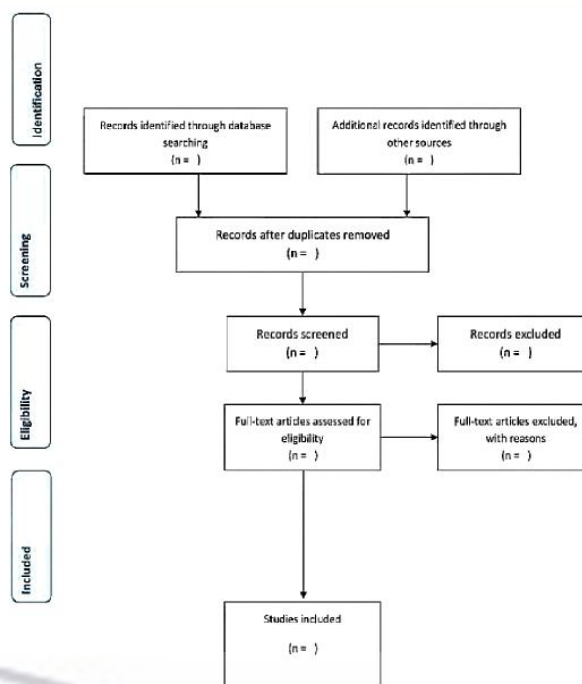 Identification
Records identified through database
searching
(n =  )
Additional records identified through
other sources
(n =  )
Screening
Records after duplicates removed
(n =  )
Records screened
(n =  )
Records excluded
(n =  )
Eligibility
Full-text articles assessed for
eligibility
(n =  )
Full-text articles excluded,
with reasons
(n =  )
Included
Studies included
(n =  )